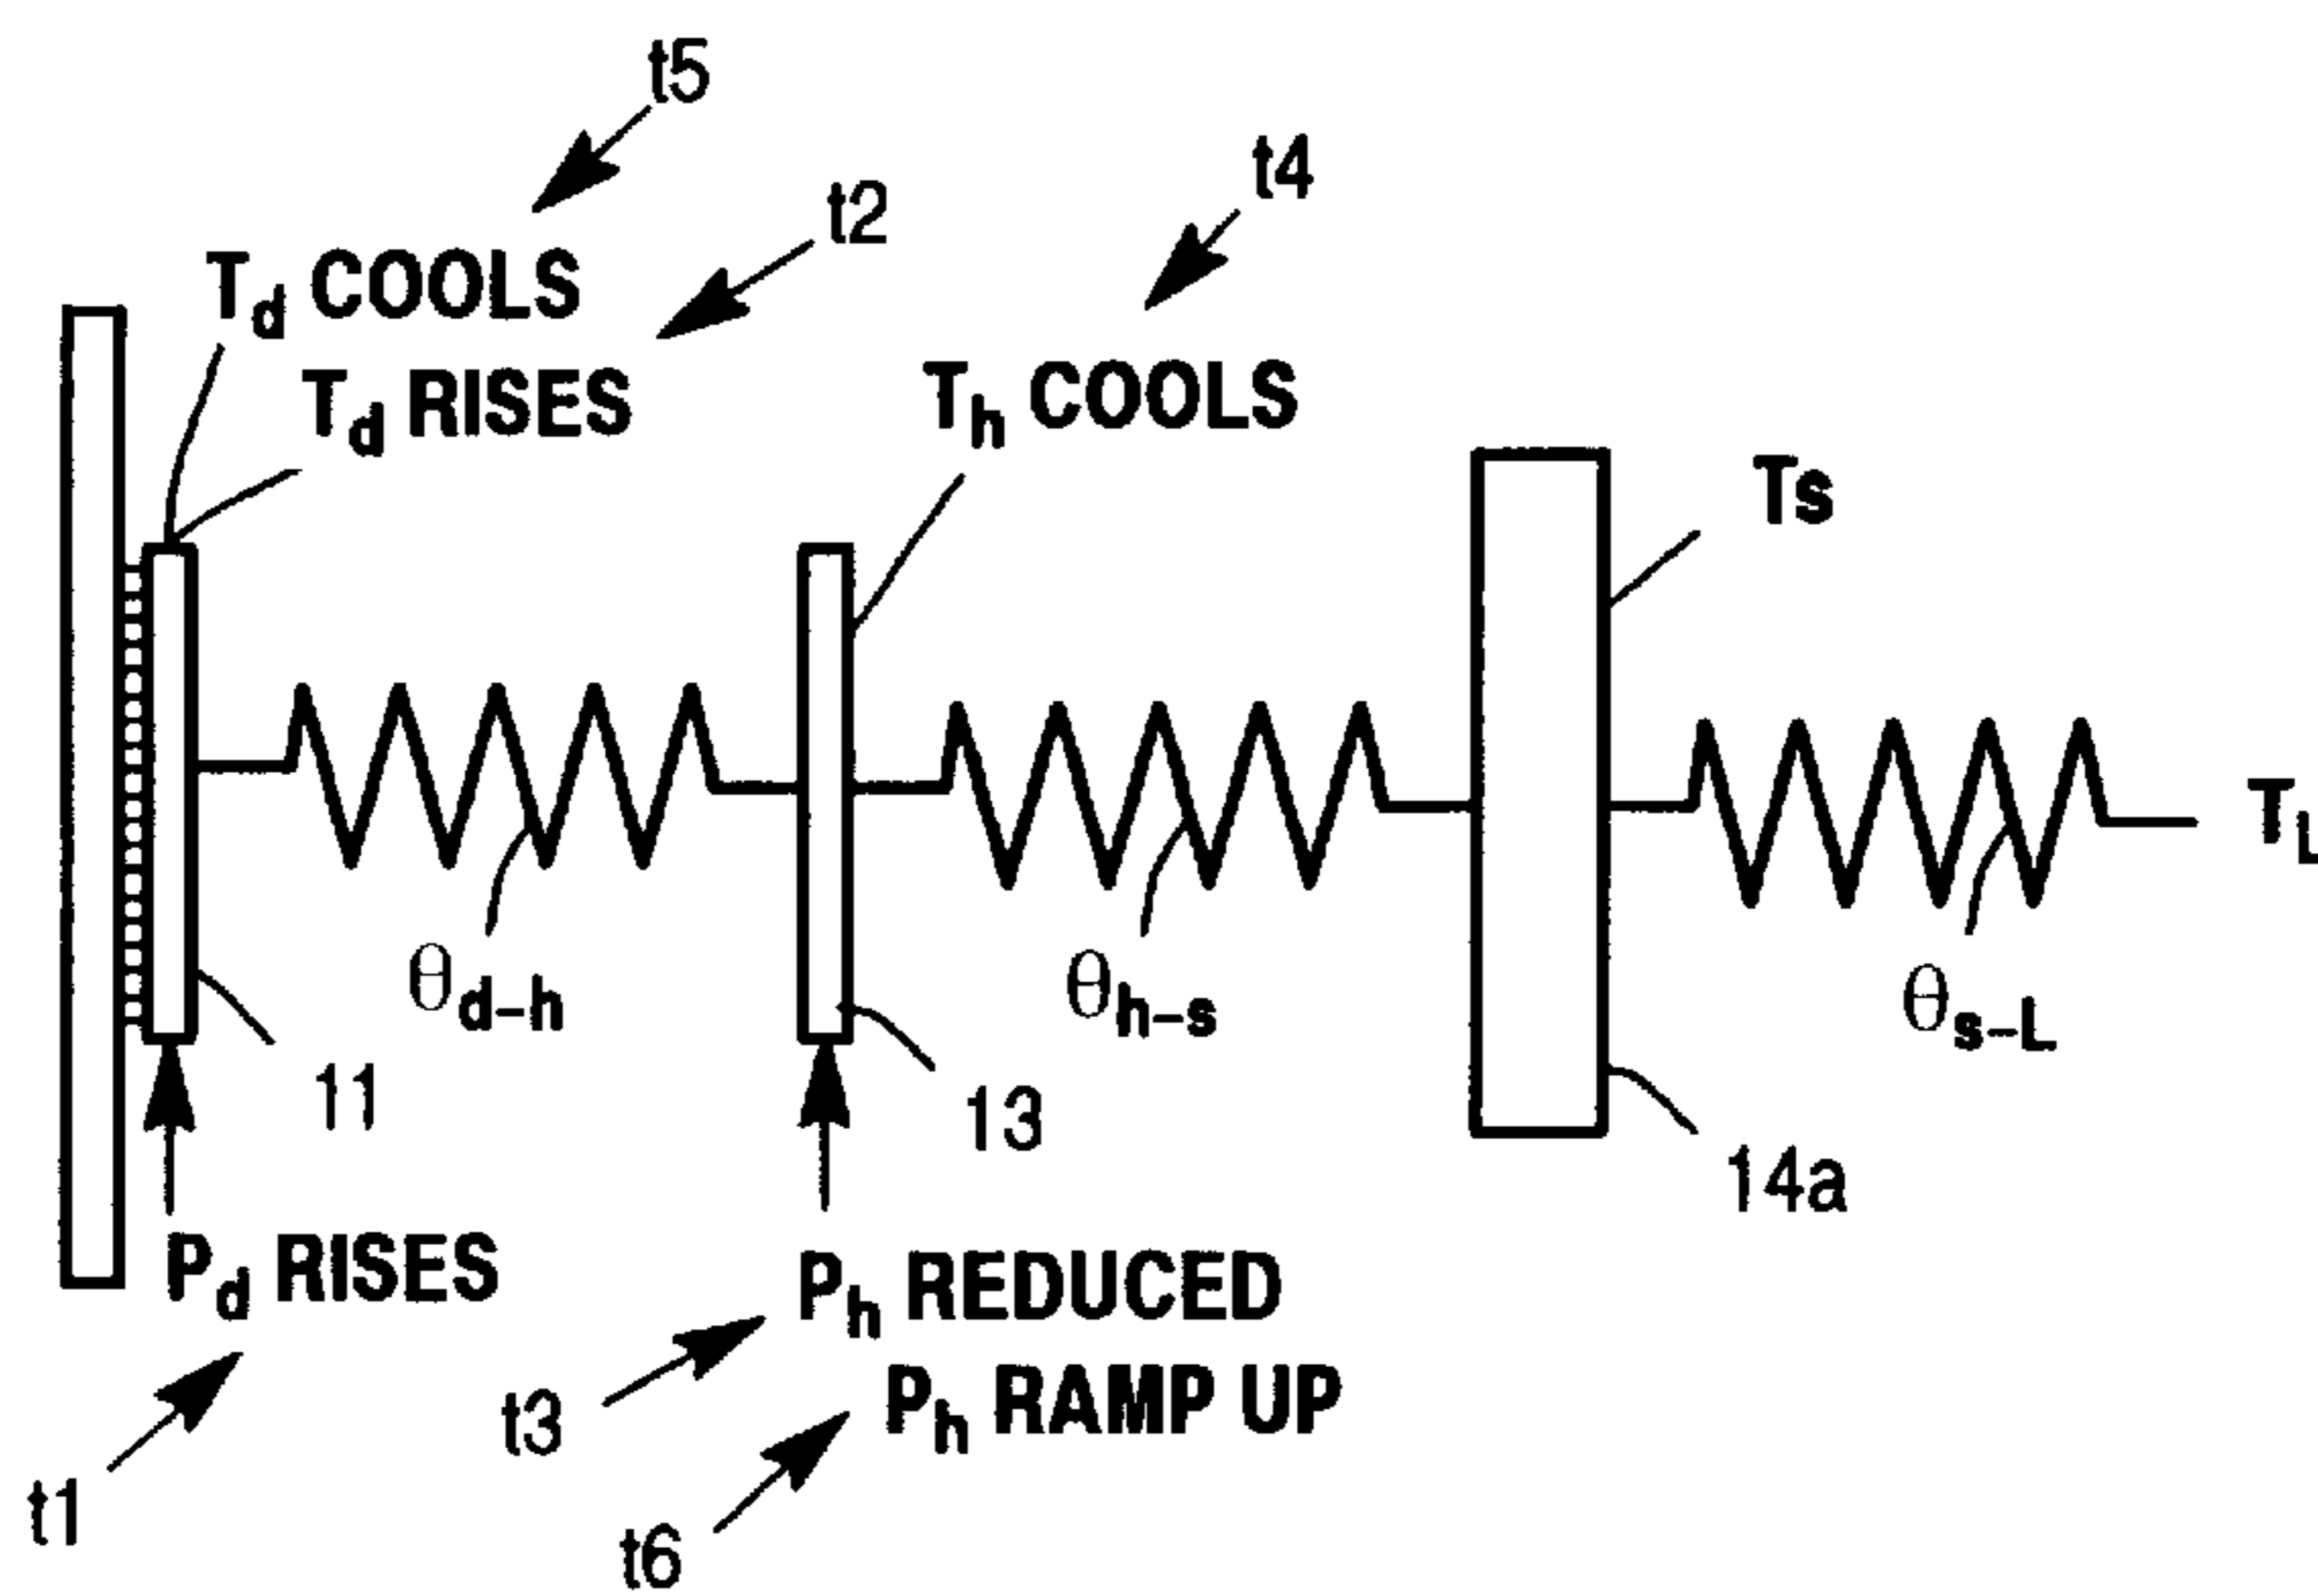 t5
t4
t2
Td COOLS
Td RISES
Th COOLS
Ts
TL
θd-h
θh-s
θs-L
11
13
14a
Pd RISES
Ph REDUCED
Ph RAMP UP
t3
t1
t6